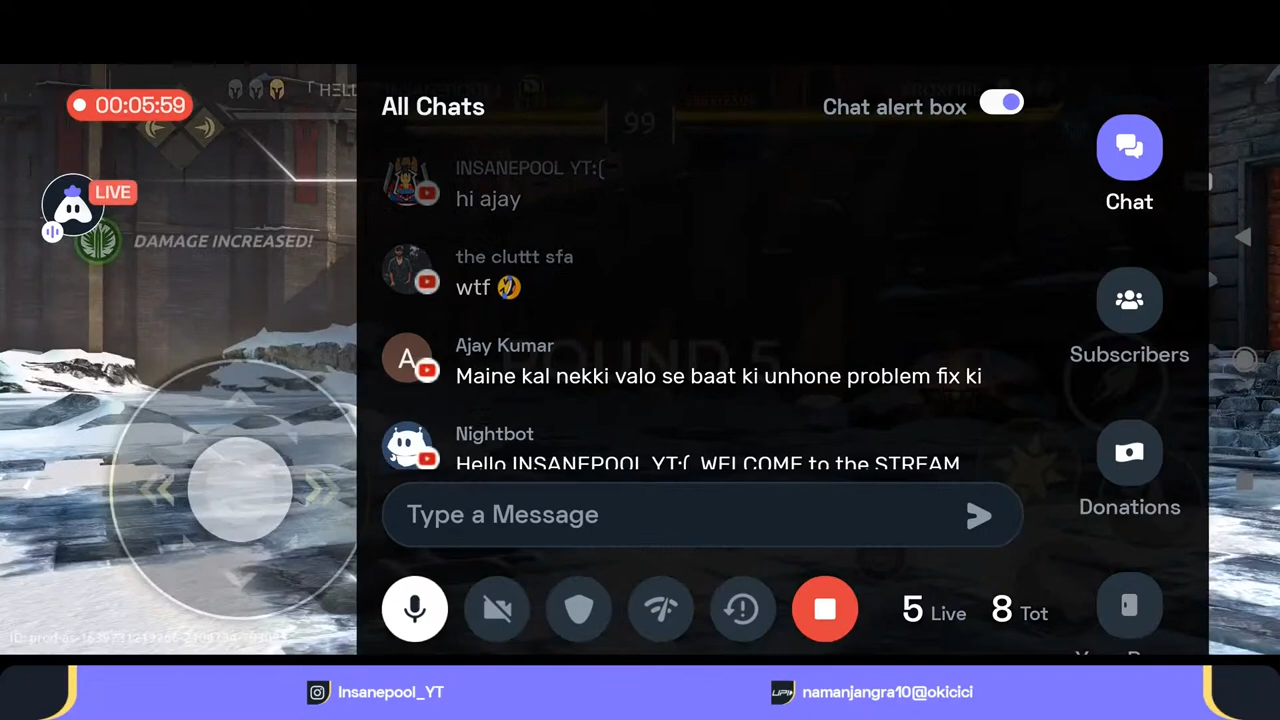 00:05:59
All Chats
Chat alert box
99
LIVE
INSANEPOOL YT:(
hi ajay
Chat
DAMAGE INCREASED!
the cluttt sfa
wtf 🤣
Subscribers
Ajay Kumar
Maine kal nekki valo se baat ki unhone problem fix ki
Nightbot
Hello INSANEPOOL YT:( WELCOME to the STREAM
Donations
Type a Message
5 Live 8 Tot
Insanepool_YT
UPI
namanjangra10@okicici